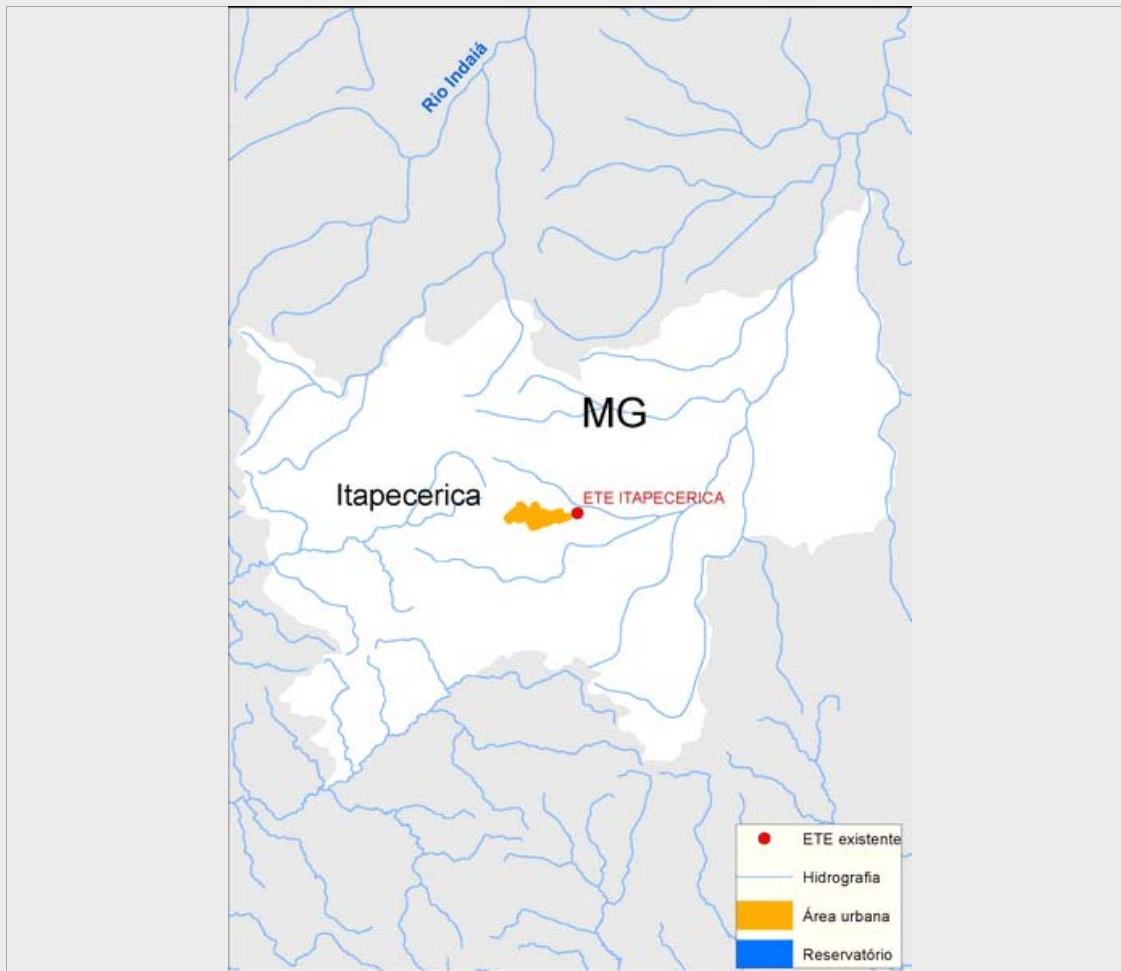 Rio Indaiá
MG
Itapecerica
ETE ITAPECERICA
ETE existente
Hidrografia
Área urbana
Reservatório